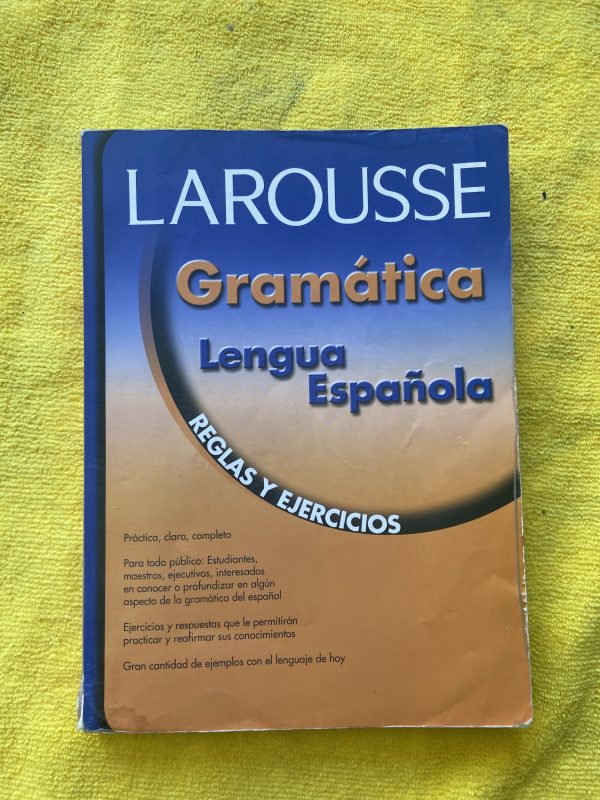 LAROUSSE
Gramática
Lengua
Española
REGLAS Y EJERCICIOS
Práctica, clara, completa
Para todo público: Estudiantes,
maestros, ejecutivos, interesados
en conocer o profundizar en algún
aspecto de la gramática del español
Ejercicios y respuestas que le permitirán
practicar y reafirmar sus conocimientos
Gran cantidad de ejemplos con el lenguaje de hoy